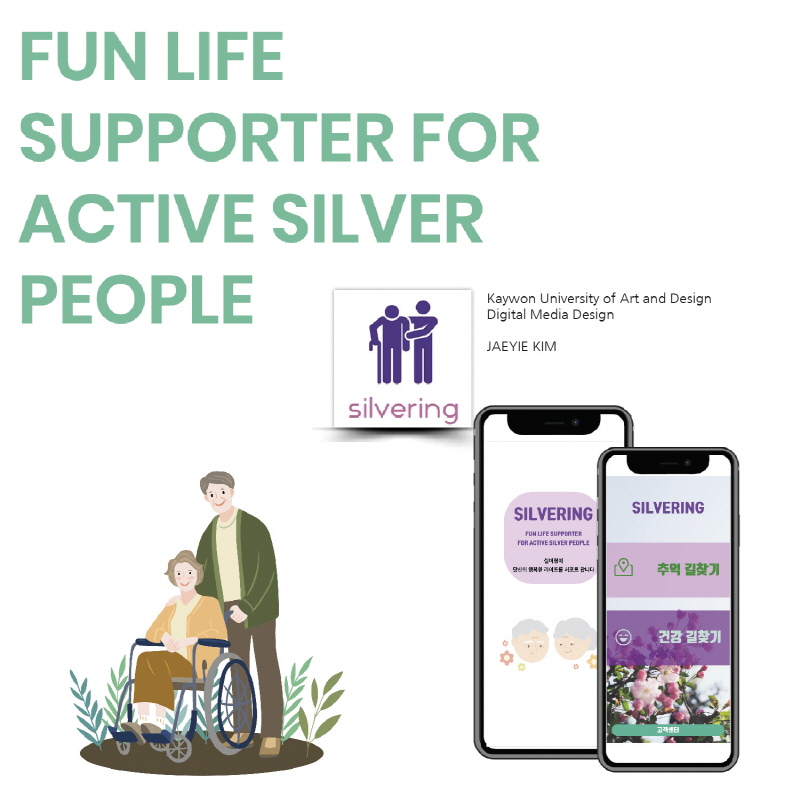 FUN LIFE
SUPPORTER FOR
ACTIVE SILVER
PEOPLE
Kaywon University of Art and Design
Digital Media Design
JAEYIE KIM
silvering
SILVERING
FUN LIFE SUPPORTER
FOR ACTIVE SILVER PEOPLE
실버링이
당신의 행복한 라이프를 서포트 합니다
SILVERING
추억 길찾기
건강 길찾기
고객센터